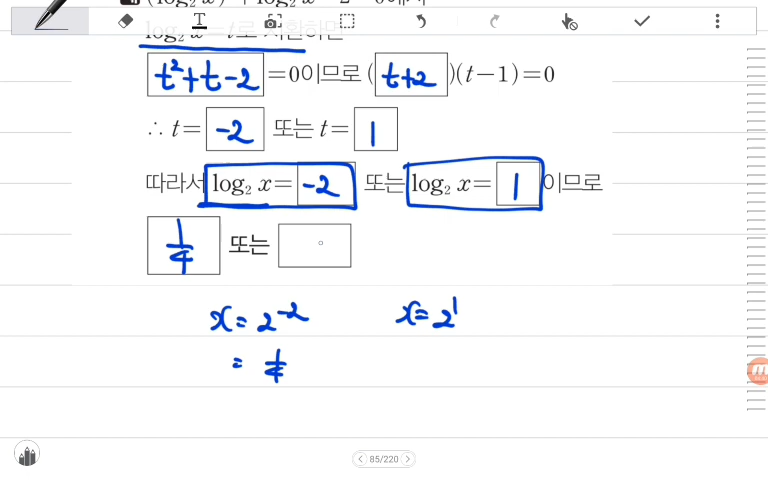 t²+t-2 =0이므로 ( t+2 )(t-1)=0
∴ t= -2 또는 t= 1
따라서 log₂ x= -2 또는 log₂ x= 1 이므로
1/4 또는
x=2⁻² x=2¹
= 1/4
85/220